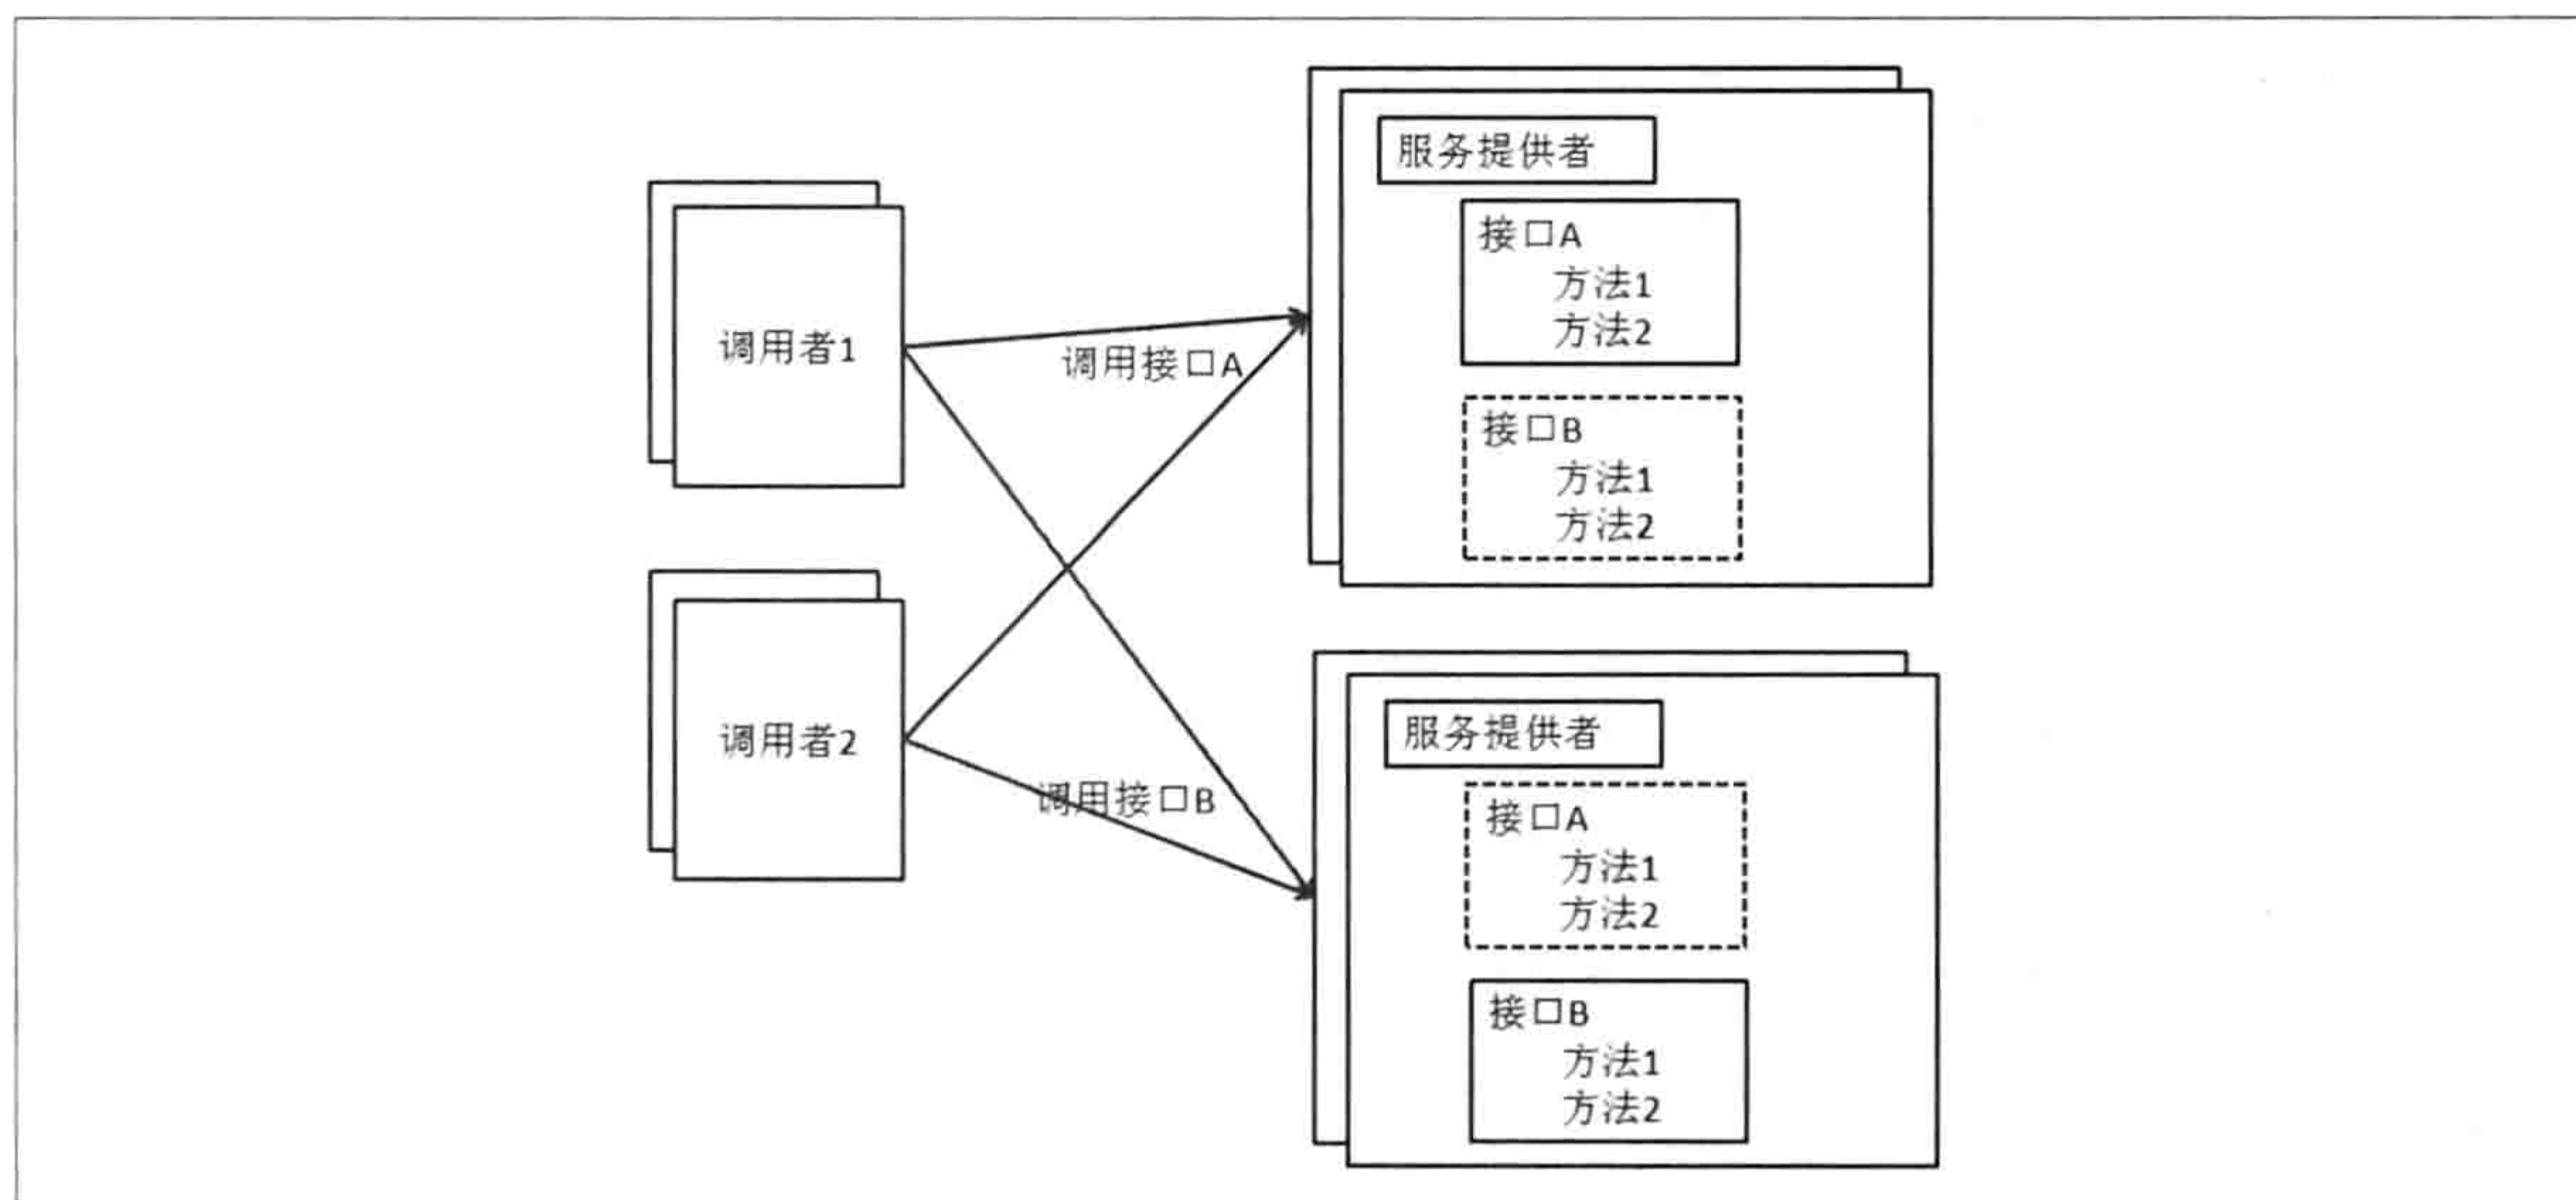 服务提供者
接口A
方法1
方法2
接口B
方法1
方法2
调用者1
调用接口A
调用者2
调用接口B
服务提供者
接口A
方法1
方法2
接口B
方法1
方法2